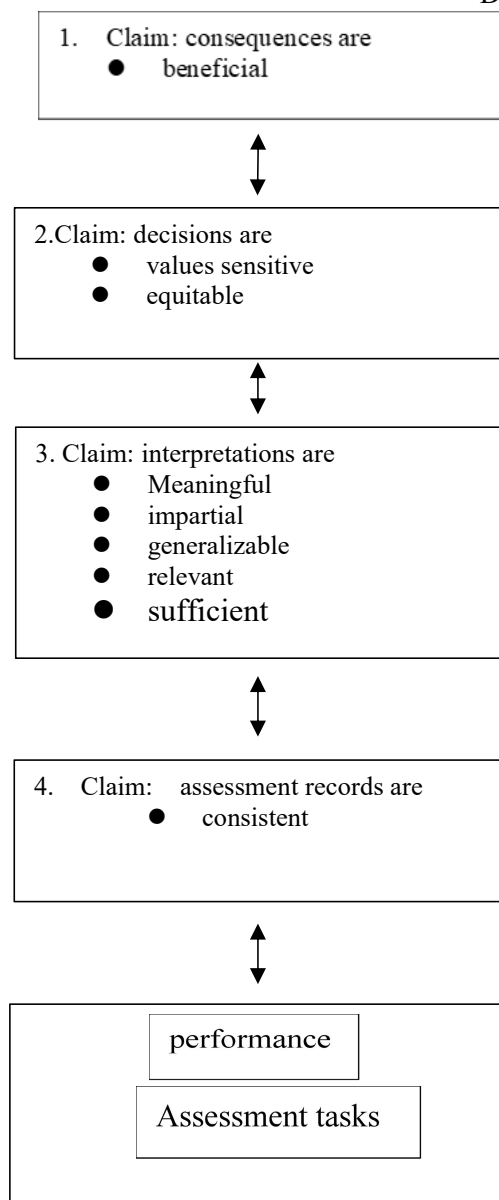 1. Claim: consequences are
● beneficial
2.Claim: decisions are
● values sensitive
● equitable
3. Claim: interpretations are
● Meaningful
● impartial
● generalizable
● relevant
● sufficient
4. Claim: assessment records are
● consistent
performance
Assessment tasks